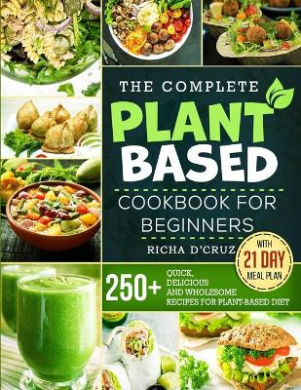 THE COMPLETE
PLANT
BASED
COOKBOOK FOR
BEGINNERS
RICHA D'CRUZ
WITH
21 DAY
MEAL PLAN
250+
QUICK,
DELICIOUS
AND WHOLESOME
RECIPES FOR PLANT-BASED DIET